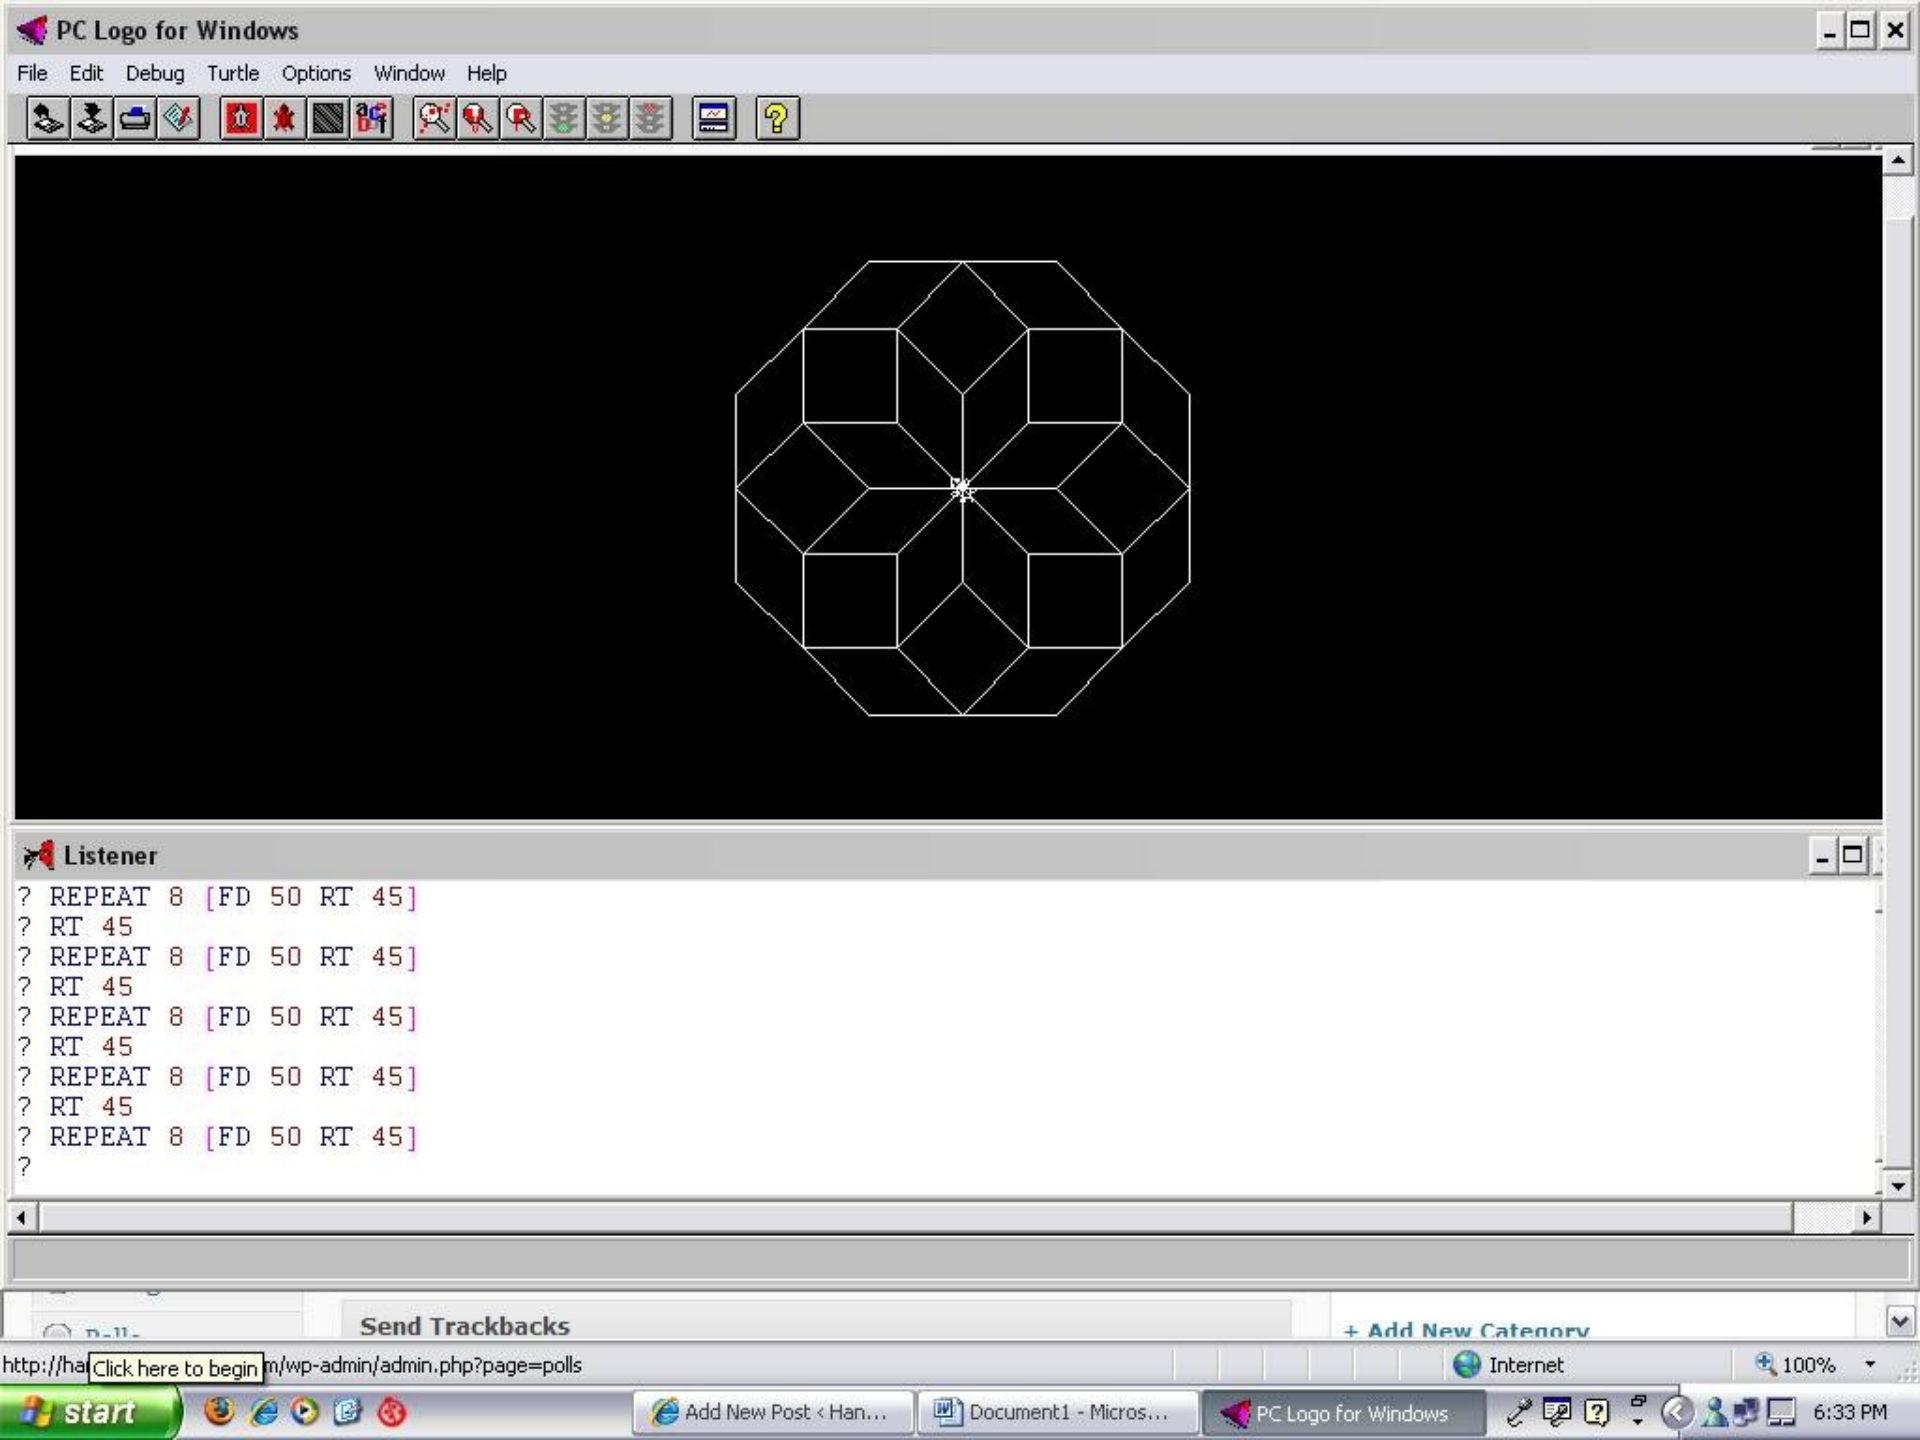 PC Logo for Windows
File Edit Debug Turtle Options Window Help
Listener
? REPEAT 8 [FD 50 RT 45]
? RT 45
? REPEAT 8 [FD 50 RT 45]
? RT 45
? REPEAT 8 [FD 50 RT 45]
? RT 45
? REPEAT 8 [FD 50 RT 45]
? RT 45
? REPEAT 8 [FD 50 RT 45]
?
Send Trackbacks
+ Add New Category
http://ha Click here to begin m/wp-admin/admin.php?page=polls
Internet
100%
start
Add New Post < Han...
Document1 - Micros...
PC Logo for Windows
6:33 PM